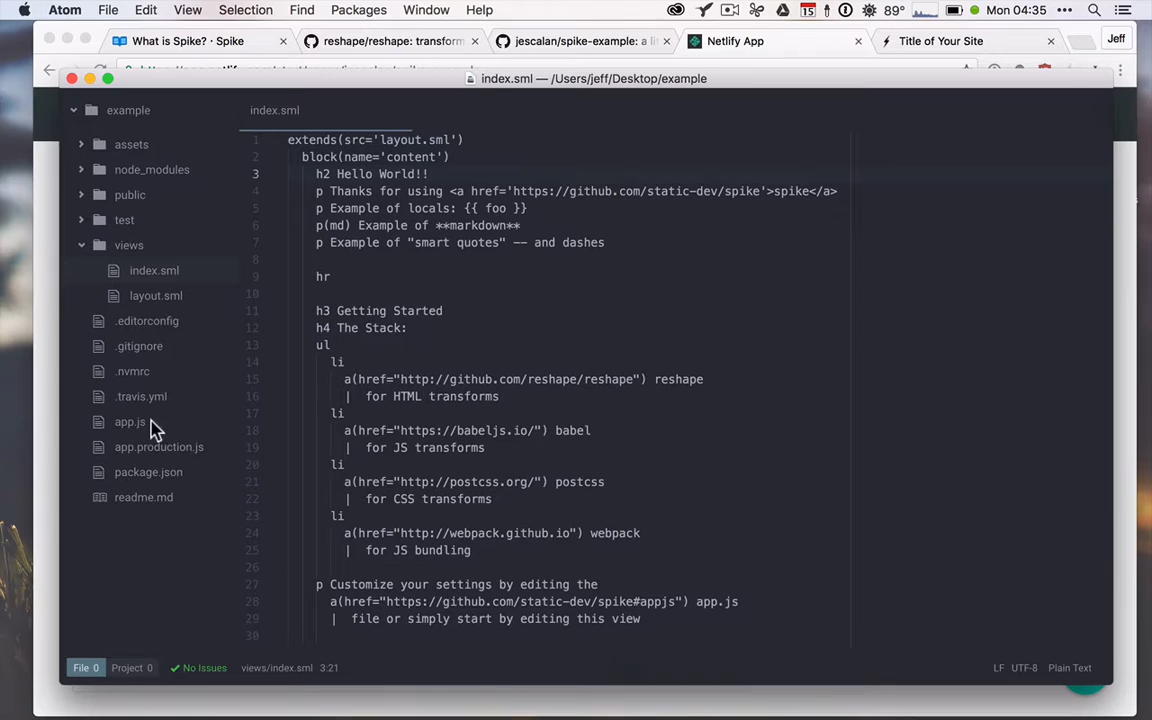 Atom File Edit View Selection Find Packages Window Help 15 1 89° Mon 04:35
What is Spike? · Spike
reshape/reshape: transform
jescalan/spike-example: a li
Netlify App
Title of Your Site
Jeff
index.sml — /Users/jeff/Desktop/example
example
assets
node_modules
public
test
views
index.sml
layout.sml
.editorconfig
.gitignore
.nvmrc
.travis.yml
app.js
app.production.js
package.json
readme.md
index.sml
1 extends(src='layout.sml')
2 block(name='content')
3 h2 Hello World!!
4 p Thanks for using <a href='https://github.com/static-dev/spike'>spike</a>
5 p Example of locals: {{ foo }}
6 p(md) Example of **markdown**
7 p Example of "smart quotes" -- and dashes
8
9 hr
10
11 h3 Getting Started
12 h4 The Stack:
13 ul
14 li
15 a(href="http://github.com/reshape/reshape") reshape
16 | for HTML transforms
17 li
18 a(href="https://babeljs.io/") babel
19 | for JS transforms
20 li
21 a(href="http://postcss.org/") postcss
22 | for CSS transforms
23 li
24 a(href="http://webpack.github.io") webpack
25 | for JS bundling
26
27 p Customize your settings by editing the
28 a(href="https://github.com/static-dev/spike#appjs") app.js
29 | file or simply start by editing this view
30
File 0 Project 0 No Issues views/index.sml 3:21 LF UTF-8 Plain Text